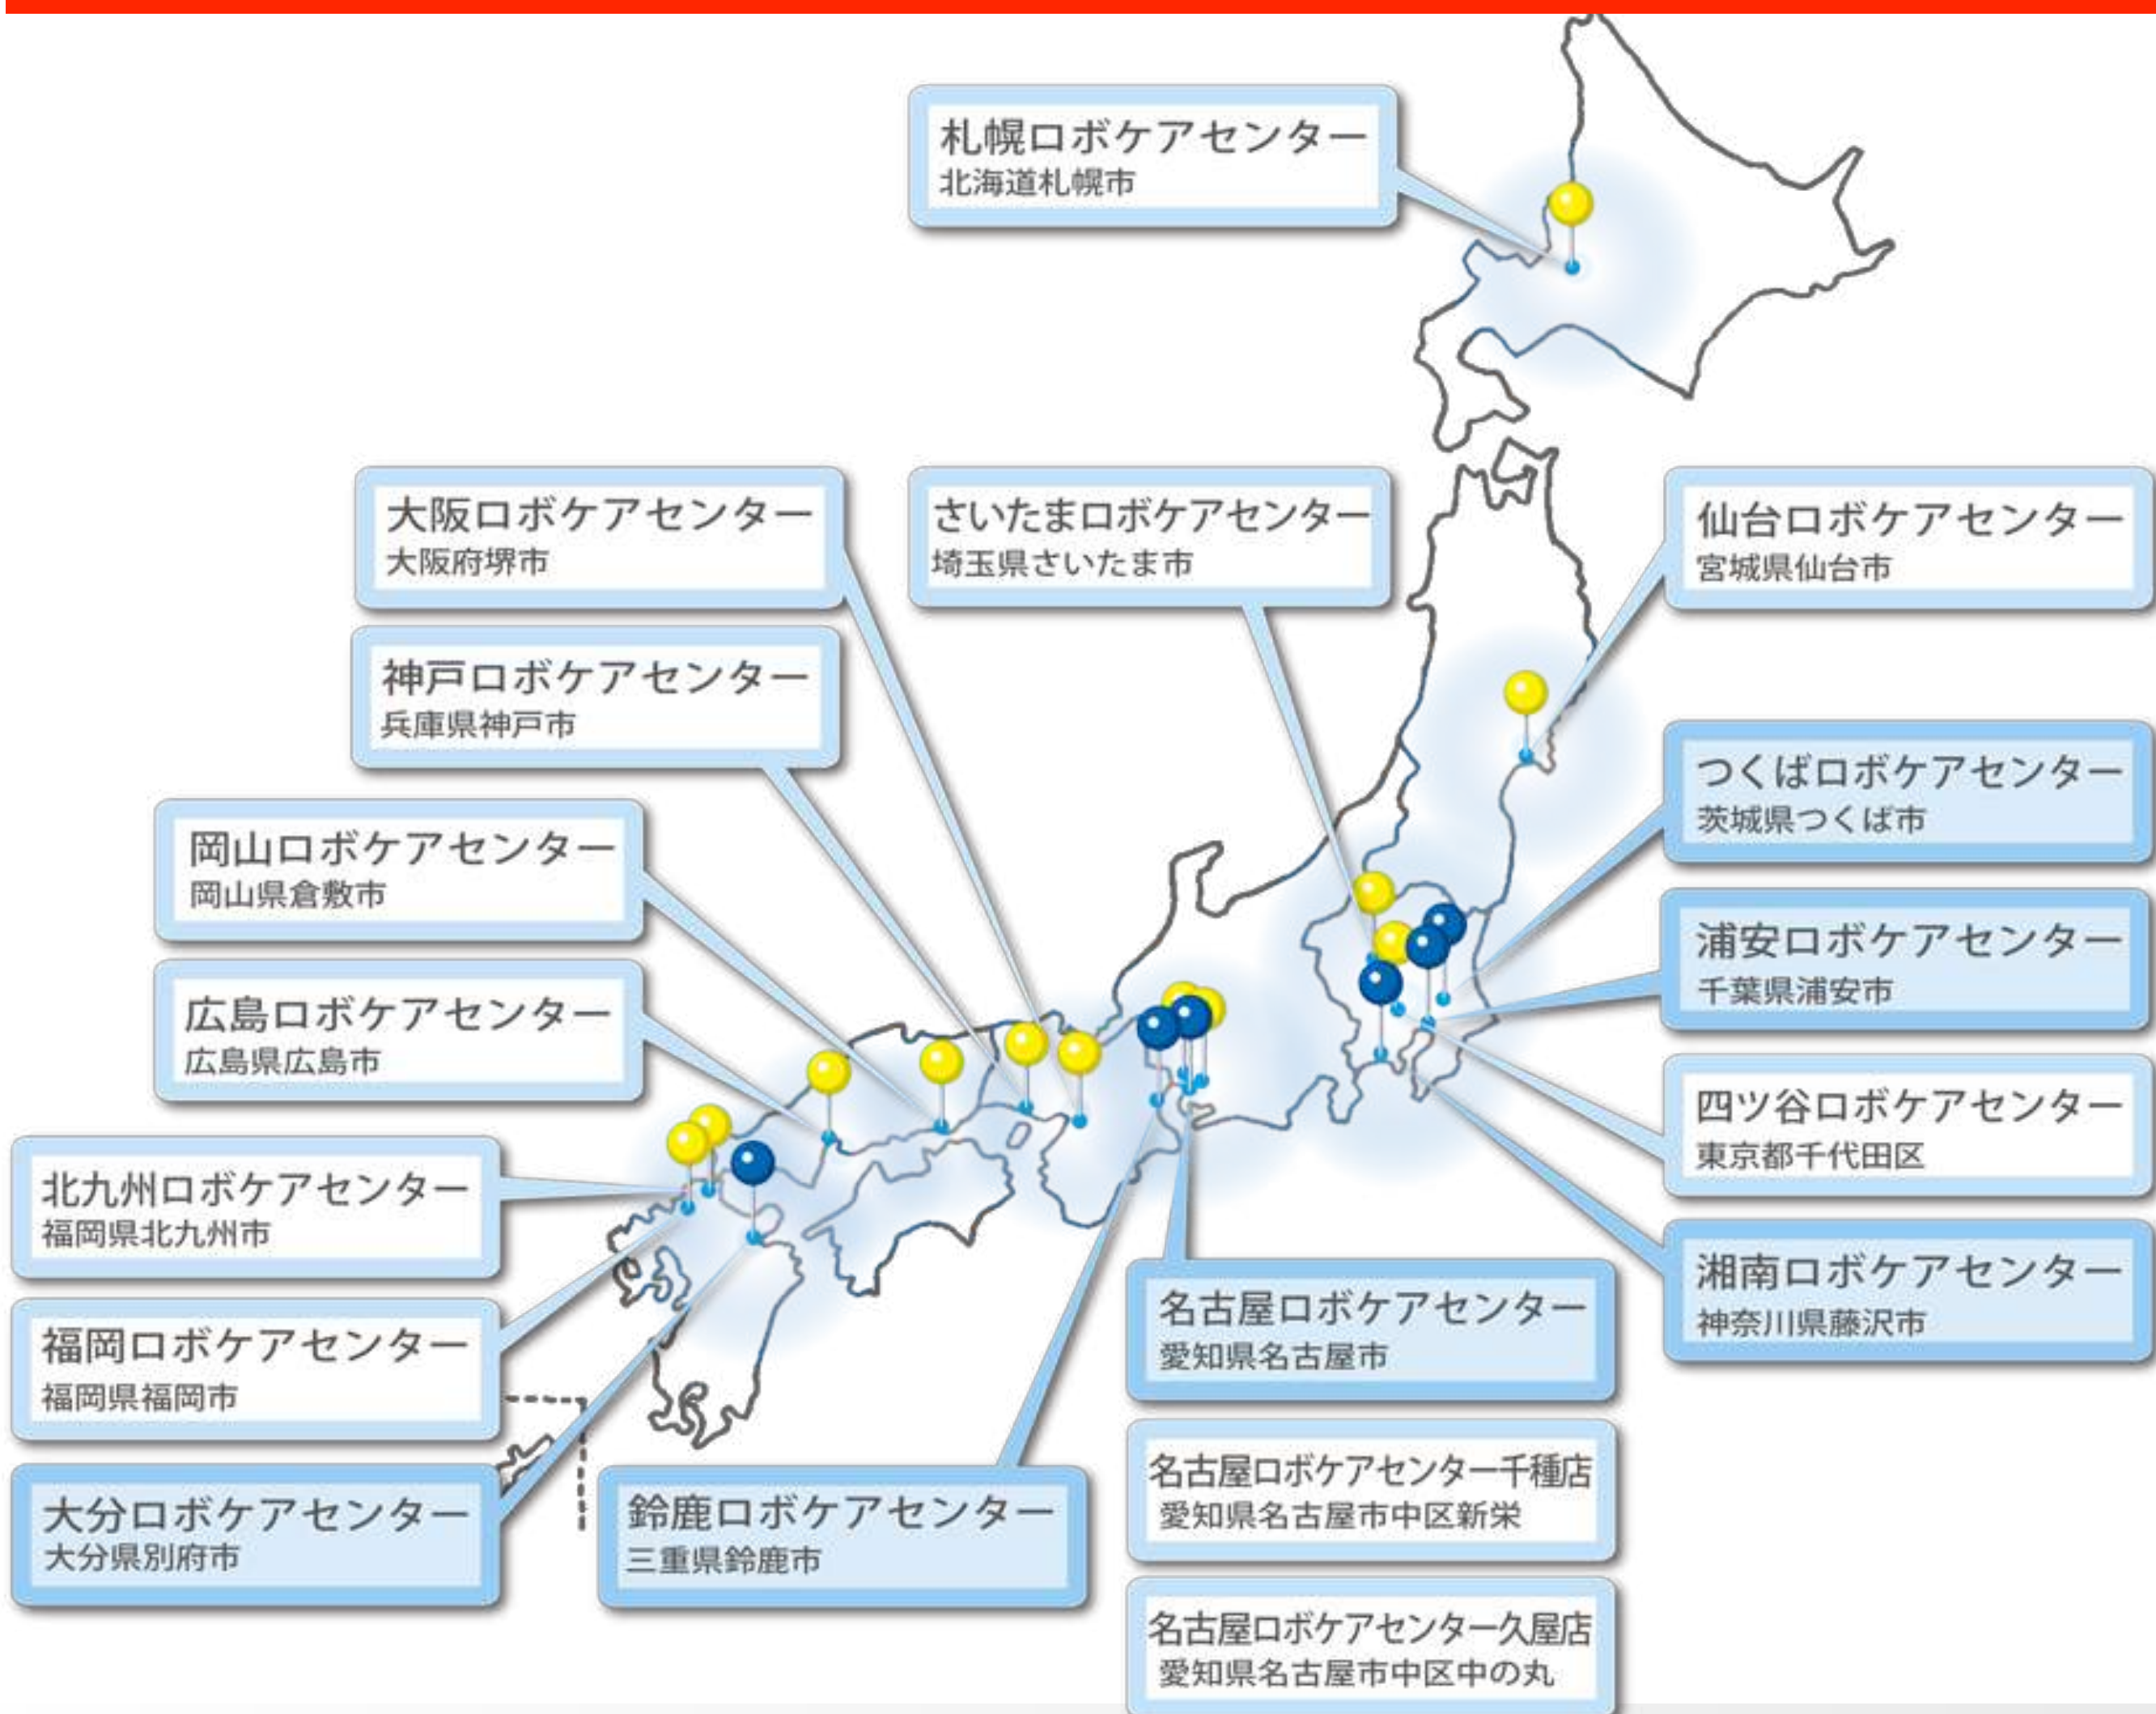 札幌ロボケアセンター
北海道札幌市
大阪ロボケアセンター
大阪府堺市
さいたまロボケアセンター
埼玉県さいたま市
仙台ロボケアセンター
宮城県仙台市
神戸ロボケアセンター
兵庫県神戸市
つくばロボケアセンター
茨城県つくば市
岡山ロボケアセンター
岡山県倉敷市
浦安ロボケアセンター
千葉県浦安市
広島ロボケアセンター
広島県広島市
四ツ谷ロボケアセンター
東京都千代田区
北九州ロボケアセンター
福岡県北九州市
湘南ロボケアセンター
神奈川県藤沢市
福岡ロボケアセンター
福岡県福岡市
名古屋ロボケアセンター
愛知県名古屋市
名古屋ロボケアセンター千種店
愛知県名古屋市中区新栄
大分ロボケアセンター
大分県別府市
鈴鹿ロボケアセンター
三重県鈴鹿市
名古屋ロボケアセンター久屋店
愛知県名古屋市中区中の丸